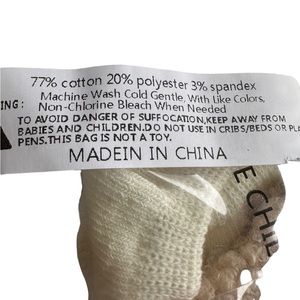 77% cotton 20% polyester 3% spandex
Machine Wash Cold Gentle, With Like Colors,
ING: Non-Chlorine Bleach When Needed
TO AVOID DANGER OF SUFFOCATION,KEEP AWAY FROM
BABIES AND CHILDREN.DO NOT USE IN CRIBS/BEDS OR PLA
PENS.THIS BAG IS NOT A TOY.
MADEIN IN CHINA
E CHIL